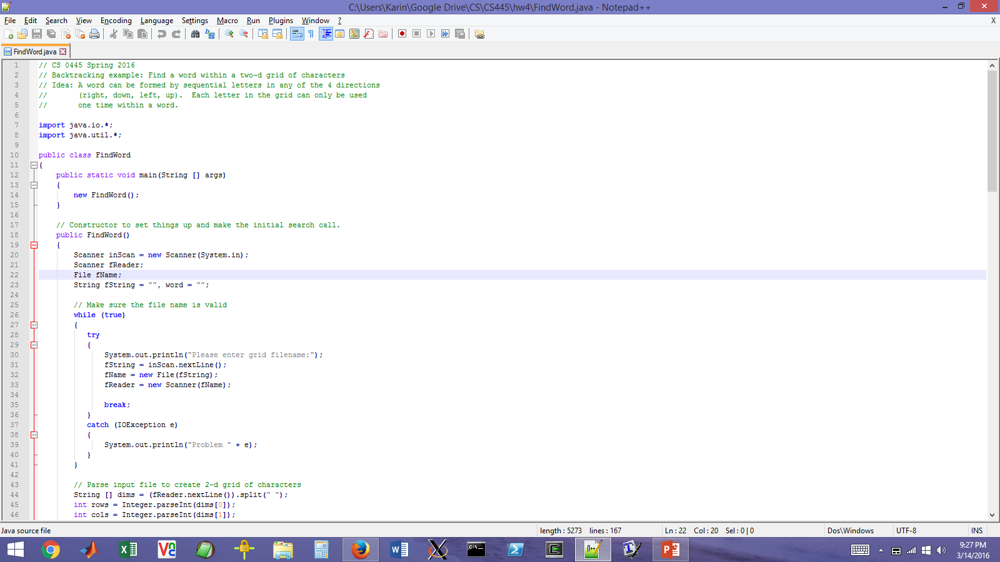 C:\Users\Karin\Google Drive\CS\CS445\hw4\FindWord.java - Notepad++
File Edit Search View Encoding Language Settings Macro Run Plugins Window ? X
FindWord.java
1 // CS 0445 Spring 2016
2 // Backtracking example: Find a word within a two-d grid of characters
3 // Idea: A word can be formed by sequential letters in any of the 4 directions
4 //       (right, down, left, up).  Each letter in the grid can only be used
5 //       one time within a word.
6
7 import java.io.*;
8 import java.util.*;
9
10 public class FindWord
11 {
12     public static void main(String [] args)
13     {
14         new FindWord();
15     }
16
17     // Constructor to set things up and make the initial search call.
18     public FindWord()
19     {
20         Scanner inScan = new Scanner(System.in);
21         Scanner fReader;
22         File fName;
23         String fString = "", word = "";
24
25         // Make sure the file name is valid
26         while (true)
27         {
28            try
29            {
30                System.out.println("Please enter grid filename:");
31                fString = inScan.nextLine();
32                fName = new File(fString);
33                fReader = new Scanner(fName);
34
35                break;
36            }
37            catch (IOException e)
38            {
39                System.out.println("Problem " + e);
40            }
41         }
42
43         // Parse input file to create 2-d grid of characters
44         String [] dims = (fReader.nextLine()).split(" ");
45         int rows = Integer.parseInt(dims[0]);
46         int cols = Integer.parseInt(dims[1]);
Java source file length : 5273 lines : 167 Ln : 22 Col : 20 Sel : 0 | 0 Dos\Windows UTF-8 INS
9:27 PM
3/14/2016